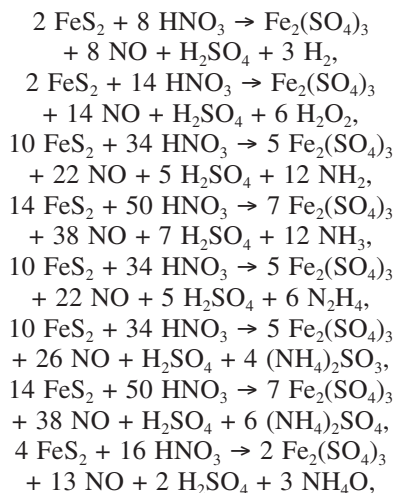 2 FeS₂ + 8 HNO₃ → Fe₂(SO₄)₃
+ 8 NO + H₂SO₄ + 3 H₂,
2 FeS₂ + 14 HNO₃ → Fe₂(SO₄)₃
+ 14 NO + H₂SO₄ + 6 H₂O₂,
10 FeS₂ + 34 HNO₃ → 5 Fe₂(SO₄)₃
+ 22 NO + 5 H₂SO₄ + 12 NH₂,
14 FeS₂ + 50 HNO₃ → 7 Fe₂(SO₄)₃
+ 38 NO + 7 H₂SO₄ + 12 NH₃,
10 FeS₂ + 34 HNO₃ → 5 Fe₂(SO₄)₃
+ 22 NO + 5 H₂SO₄ + 6 N₂H₄,
10 FeS₂ + 34 HNO₃ → 5 Fe₂(SO₄)₃
+ 26 NO + H₂SO₄ + 4 (NH₄)₂SO₃,
14 FeS₂ + 50 HNO₃ → 7 Fe₂(SO₄)₃
+ 38 NO + H₂SO₄ + 6 (NH₄)₂SO₄,
4 FeS₂ + 16 HNO₃ → 2 Fe₂(SO₄)₃
+ 13 NO + 2 H₂SO₄ + 3 NH₄O,